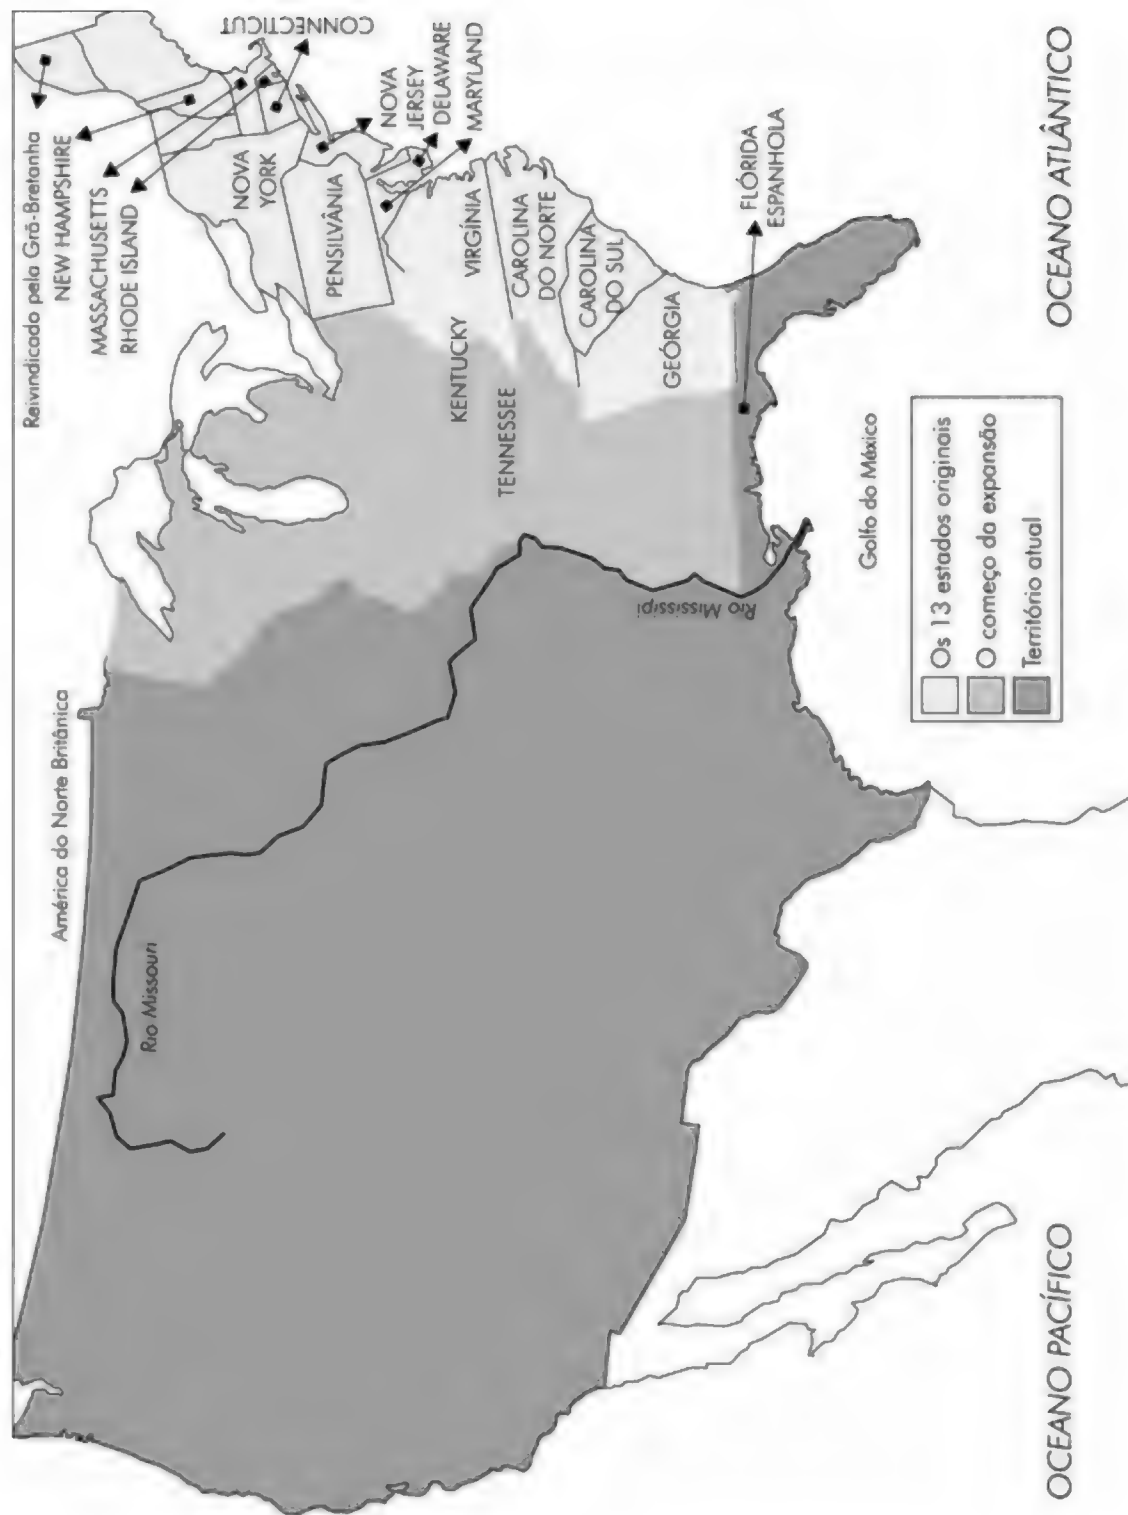 Reivindicado pela Grã-Bretanha
NEW HAMPSHIRE
MASSACHUSETTS
RHODE ISLAND
CONNECTICUT
NOVA
YORK
PENSILVÂNIA
NOVA
JERSEY
DELAWARE
MARYLAND
América do Norte Britânica
Rio Missouri
KENTUCKY
TENNESSEE
VIRGÍNIA
CAROLINA
DO NORTE
CAROLINA
DO SUL
GEÓRGIA
Rio Mississipi
FLÓRIDA
ESPANHOLA
Golfo do México
OCEANO PACÍFICO
OCEANO ATLÂNTICO
Os 13 estados originais
O começo da expansão
Território atual